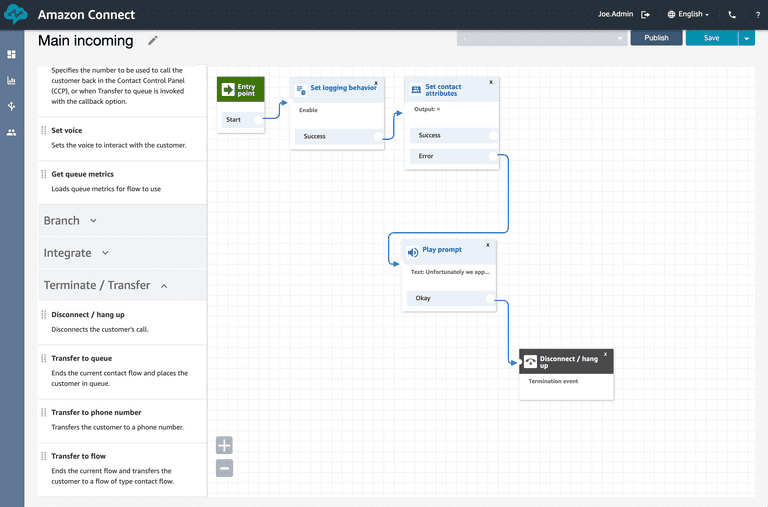 Amazon Connect
Joe.Admin
English
?
Main incoming
Publish
Save
Specifies the number to be used to call the
customer back in the Contact Control Panel
(CCP), or when Transfer to queue is invoked
with the callback option.
Set voice
Sets the voice to interact with the customer.
Get queue metrics
Loads queue metrics for flow to use
Branch
Integrate
Terminate / Transfer
Disconnect / hang up
Disconnects the customer's call.
Transfer to queue
Ends the current contact flow and places the
customer in queue.
Transfer to phone number
Transfers the customer to a phone number.
Transfer to flow
Ends the current flow and transfers the
customer to a flow of type contact flow.
Entry
point
Start
Set logging behavior
x
Enable
Success
Set contact
attributes
x
Output: =
Success
Error
Play prompt
x
Text: Unfortunately we app...
Okay
Disconnect / hang
up
x
Termination event